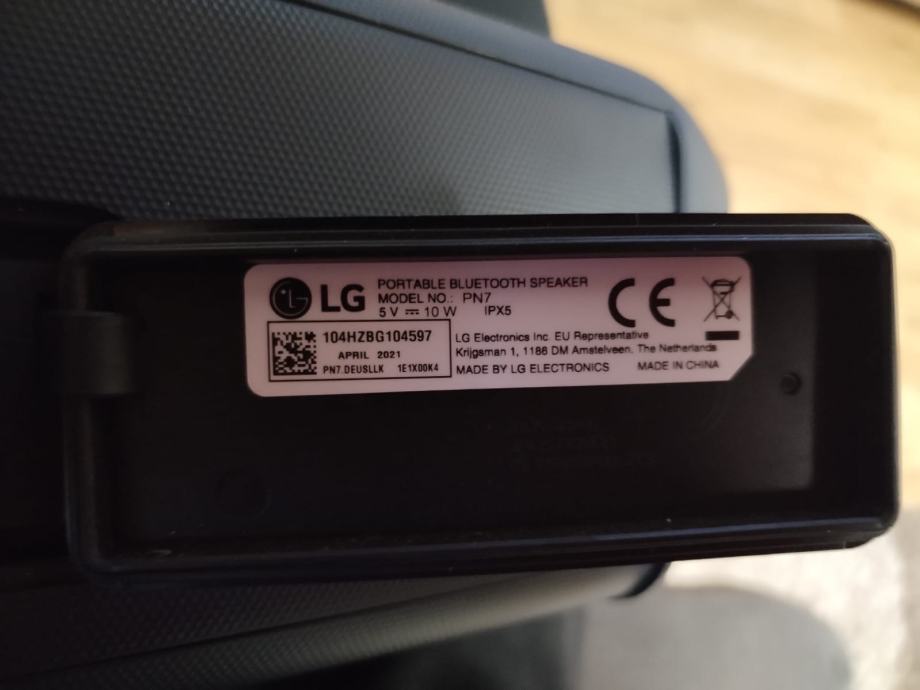 LG
PORTABLE BLUETOOTH SPEAKER
MODEL NO.: PN7
5 V ⎓ 10 W IPX5
104HZBG104597
APRIL 2021
PN7.DEUSLLK 1E1X00K4
LG Electronics Inc. EU Representative
Krijgsman 1, 1186 DM Amstelveen, The Netherlands
MADE BY LG ELECTRONICS MADE IN CHINA
CE